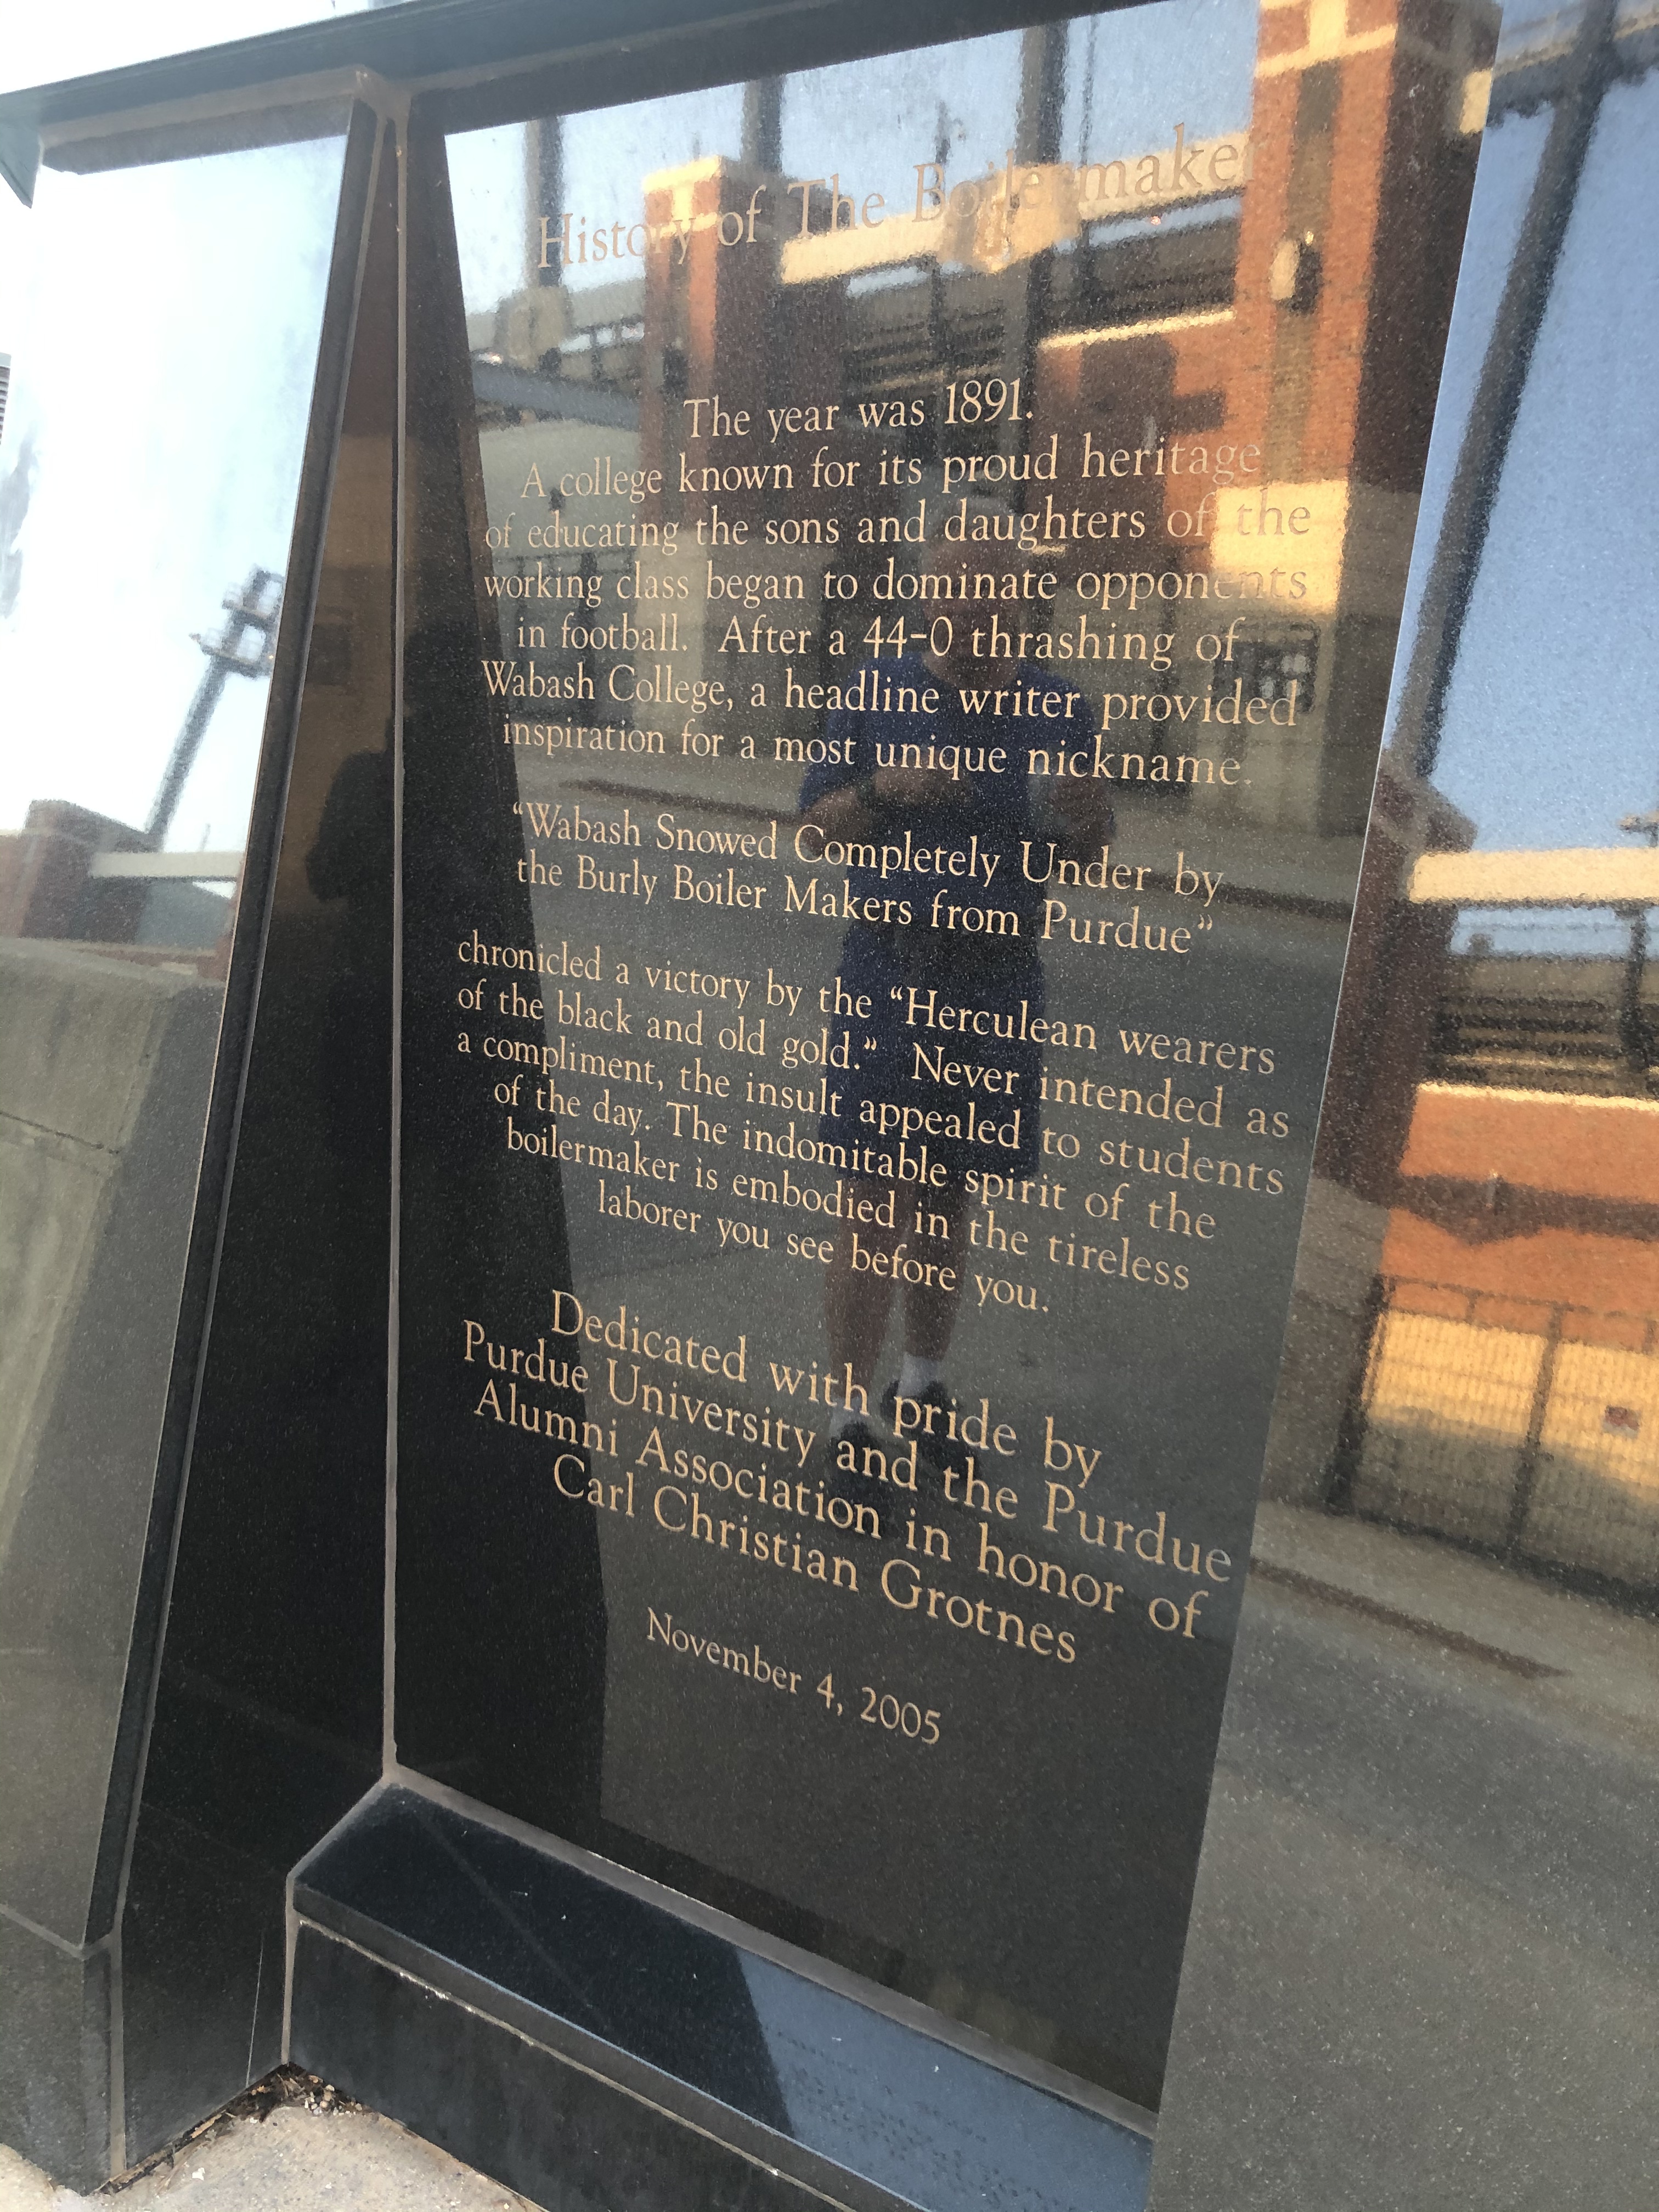 History of The Boilermaker
The year was 1891.
A college known for its proud heritage
of educating the sons and daughters of the
working class began to dominate opponents
in football. After a 44-0 thrashing of
Wabash College, a headline writer provided
inspiration for a most unique nickname.
“Wabash Snowed Completely Under by
the Burly Boiler Makers from Purdue”
chronicled a victory by the “Herculean wearers
of the black and old gold.” Never intended as
a compliment, the insult appealed to students
of the day. The indomitable spirit of the
boilermaker is embodied in the tireless
laborer you see before you.
Dedicated with pride by
Purdue University and the Purdue
Alumni Association in honor of
Carl Christian Grotnes
November 4, 2005